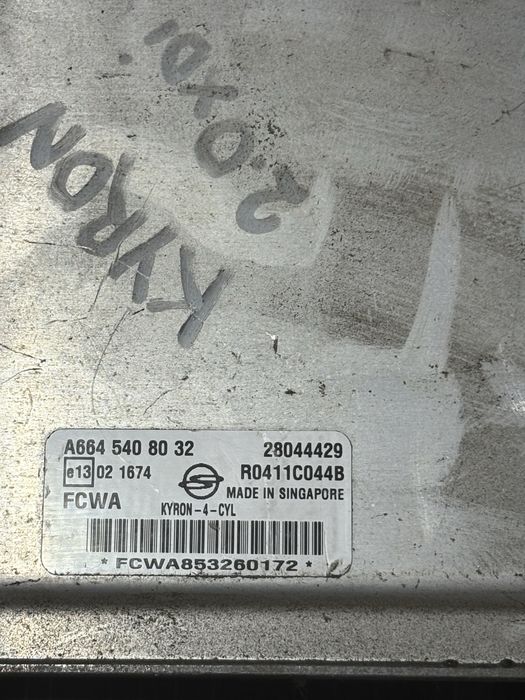 KYRON
2.0 XDi
A664 540 80 32 28044429
e13 02 1674 R0411C044B
FCWA MADE IN SINGAPORE
KYRON-4-CYL
* FCWA853260172 *